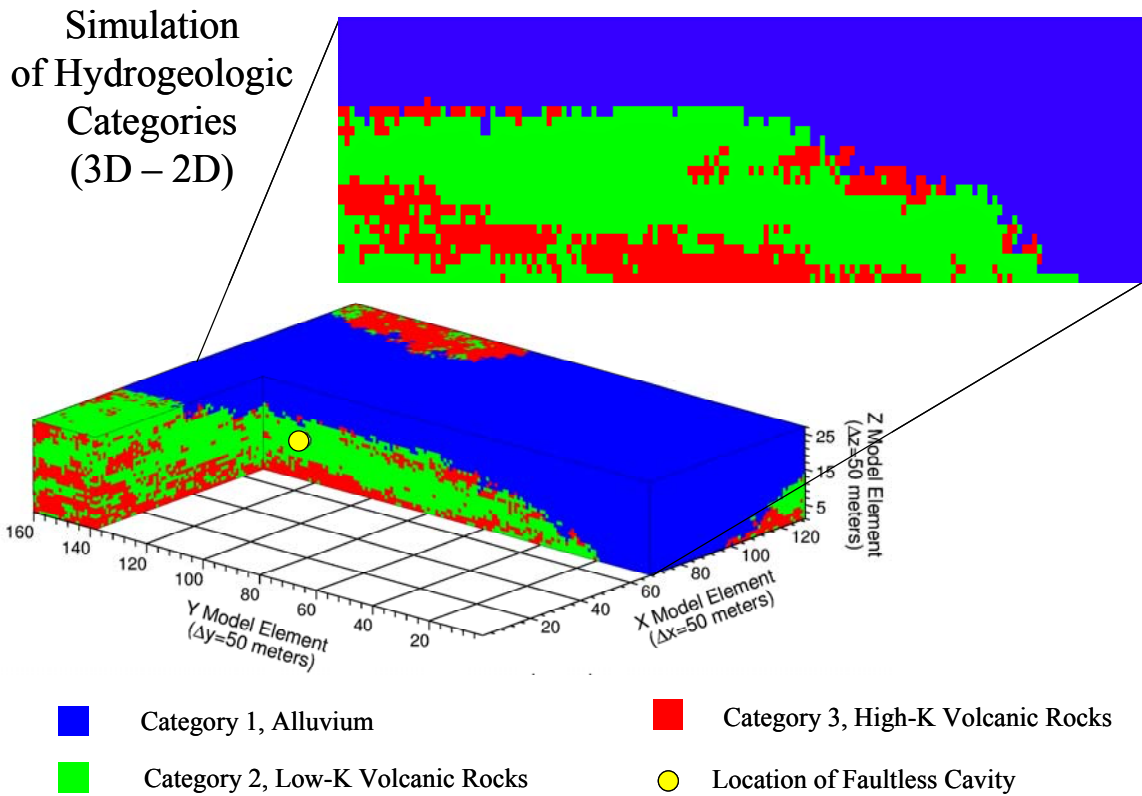 Simulation
of Hydrogeologic
Categories
(3D – 2D)
25
15
5
Z Model Element
(Δz=50 meters)
160
140
120
100
80
60
40
20
Y Model Element
(Δy=50 meters)
20
40
60
80
100
120
X Model Element
(Δx=50 meters)
Category 1, Alluvium
Category 3, High-K Volcanic Rocks
Category 2, Low-K Volcanic Rocks
Location of Faultless Cavity